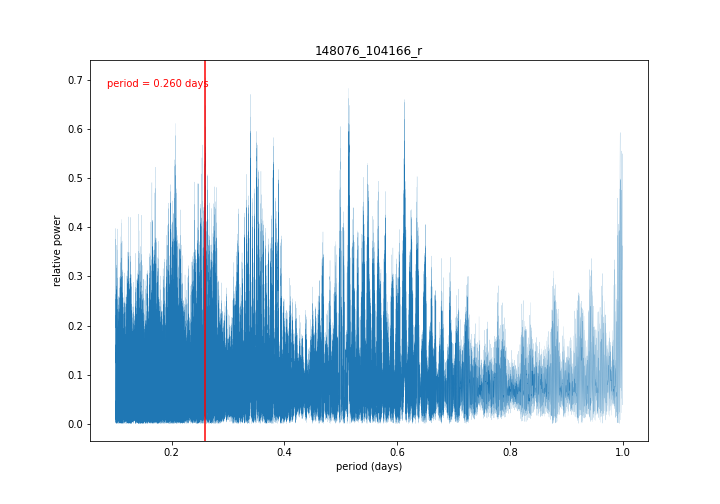 148076_104166_r
period = 0.260 days
relative power
0.7
0.6
0.5
0.4
0.3
0.2
0.1
0.0
0.2 0.4 0.6 0.8 1.0
period (days)